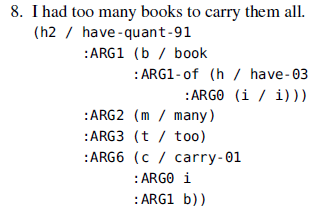 8. I had too many books to carry them all.
(h2 / have-quant-91
:ARG1 (b / book
:ARG1-of (h / have-03
:ARG0 (i / i)))
:ARG2 (m / many)
:ARG3 (t / too)
:ARG6 (c / carry-01
:ARG0 i
:ARG1 b))